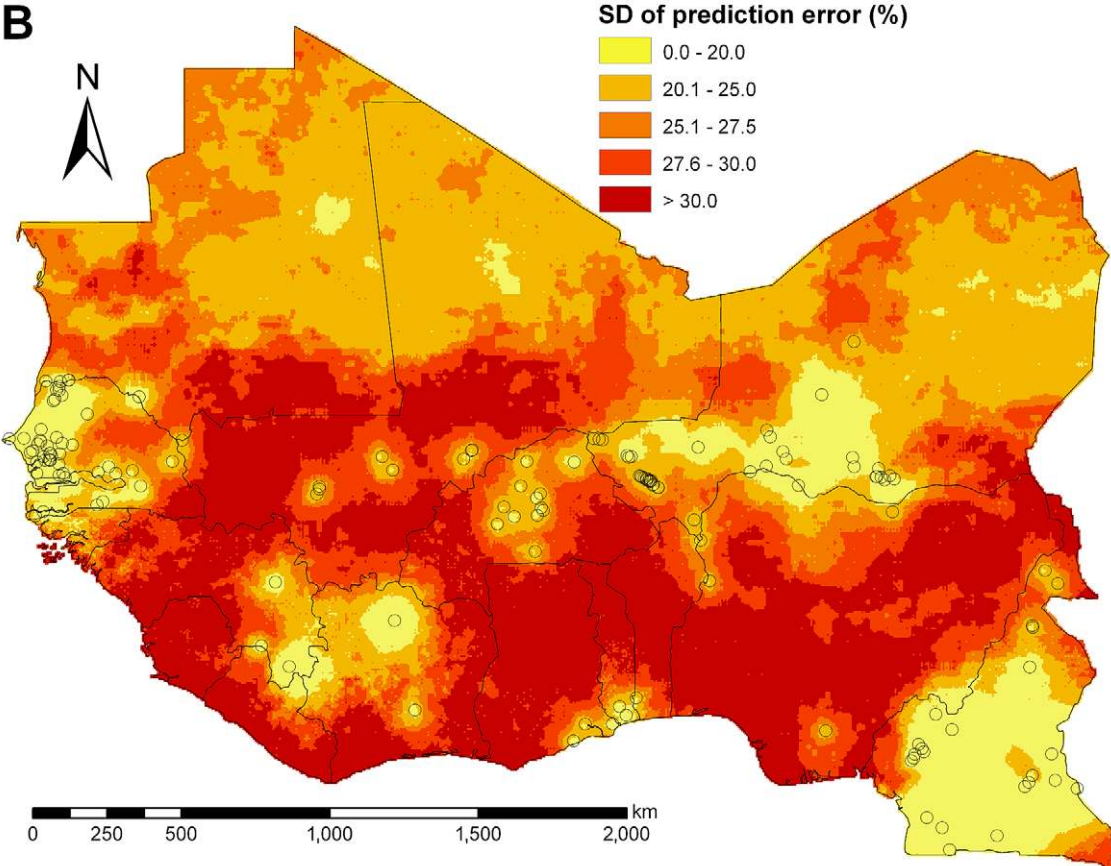 B
SD of prediction error (%)
0.0 - 20.0
20.1 - 25.0
25.1 - 27.5
27.6 - 30.0
> 30.0
N
km
0 250 500 1,000 1,500 2,000